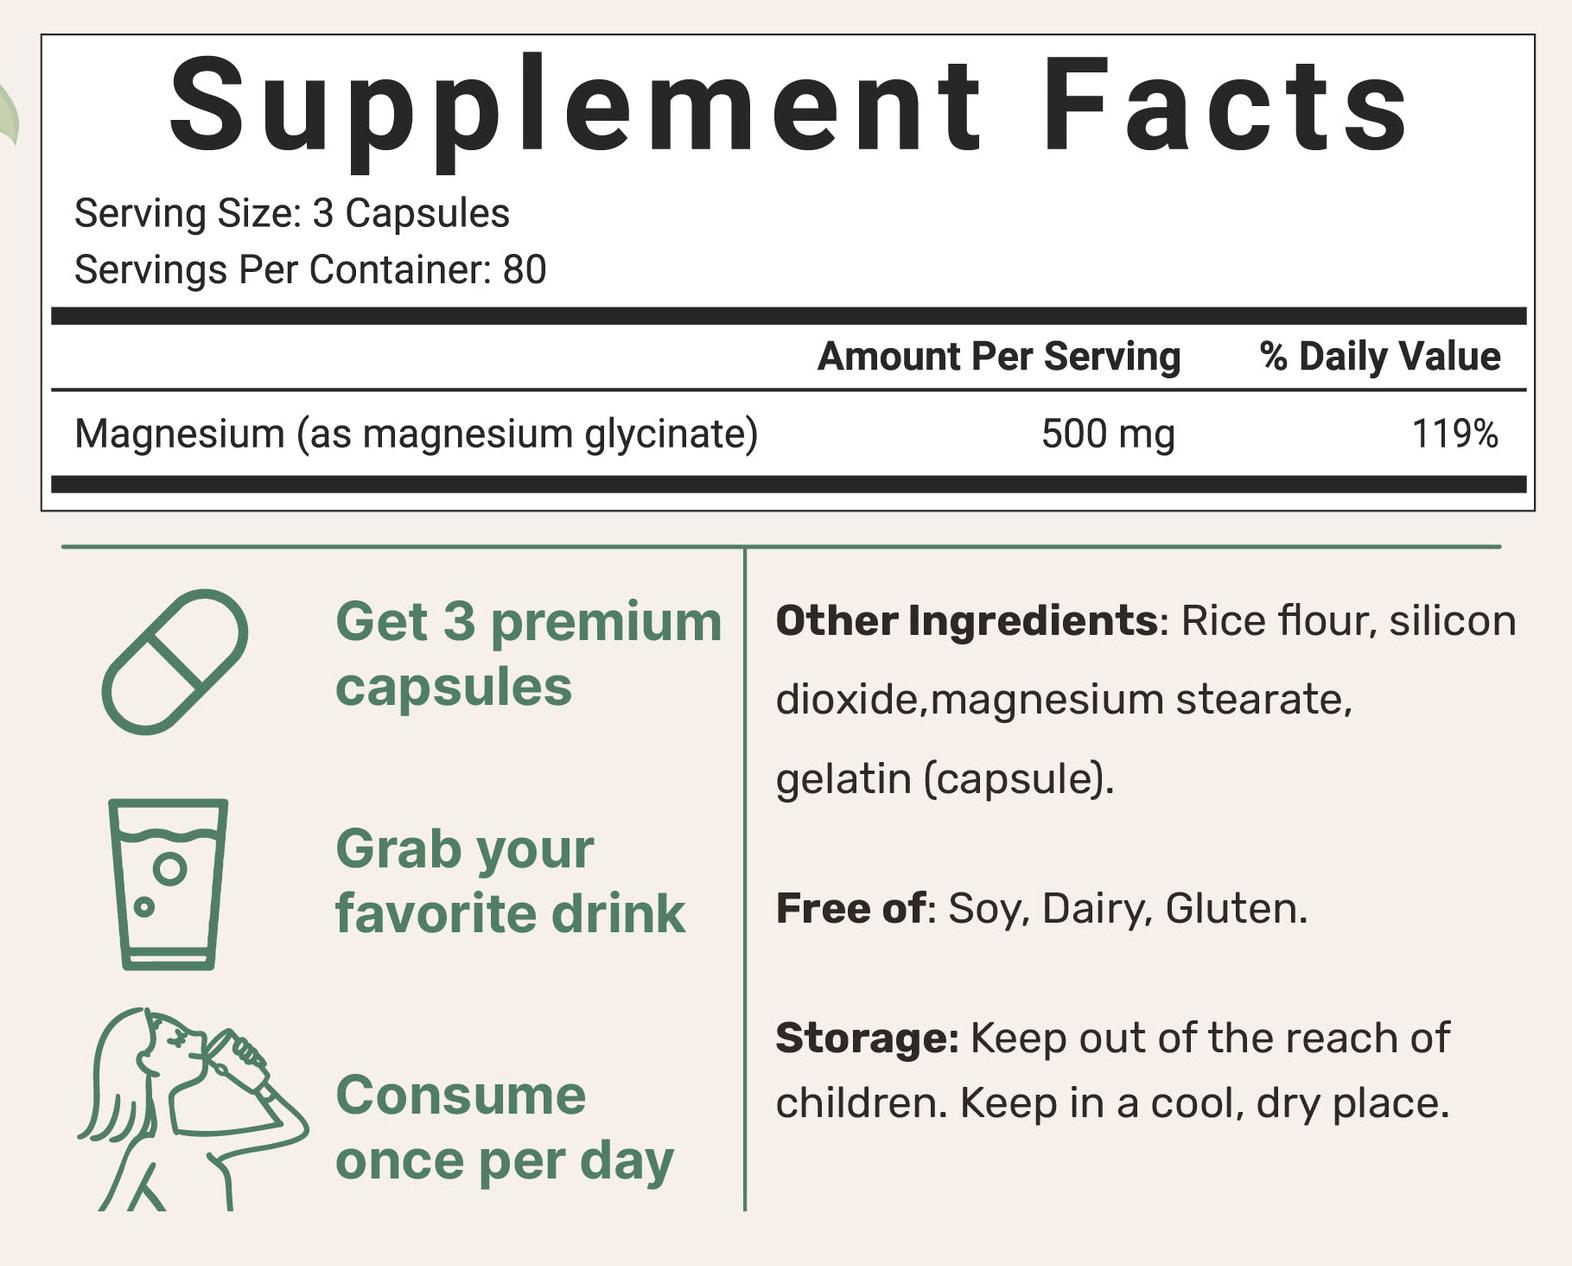 Supplement Facts
Serving Size: 3 Capsules
Servings Per Container: 80
Amount Per Serving % Daily Value
Magnesium (as magnesium glycinate) 500 mg 119%
Get 3 premium
capsules
Grab your
favorite drink
Consume
once per day
Other Ingredients: Rice flour, silicon
dioxide,magnesium stearate,
gelatin (capsule).
Free of: Soy, Dairy, Gluten.
Storage: Keep out of the reach of
children. Keep in a cool, dry place.